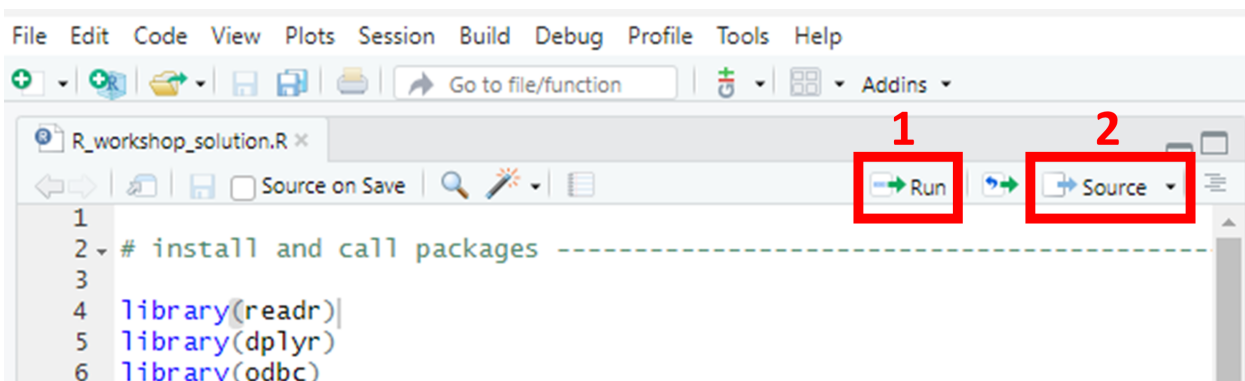 File Edit Code View Plots Session Build Debug Profile Tools Help
Go to file/function Addins
R_workshop_solution.R
1 2
Source on Save Run Source
1
2 # install and call packages ------------------------------------------
3
4 library(readr)
5 library(dplyr)
6 library(odbc)